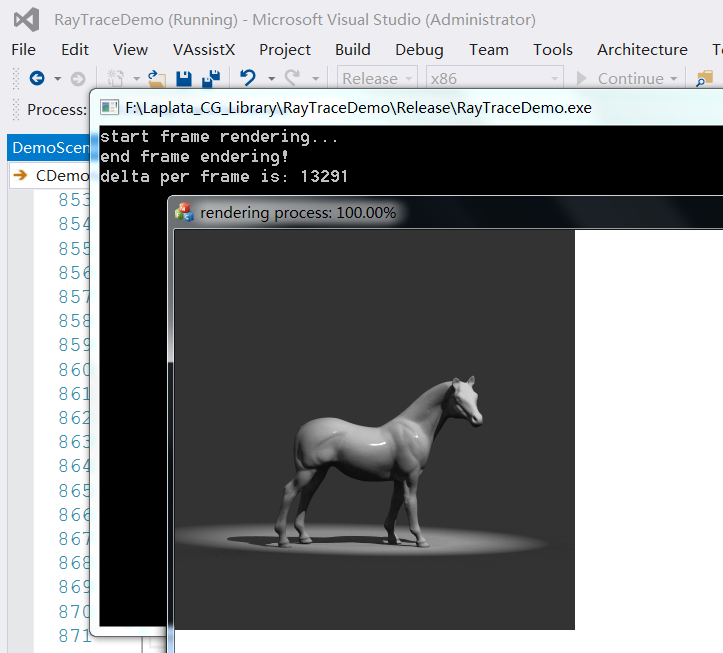 RayTraceDemo (Running) - Microsoft Visual Studio (Administrator)
File Edit View VAssistX Project Build Debug Team Tools Architecture
Release x86 Continue
Process:
F:\Laplata_CG_Library\RayTraceDemo\Release\RayTraceDemo.exe
DemoScen
CDemo
start frame rendering...
end frame endering!
delta per frame is: 13291
rendering process: 100.00%
853
854
855
856
857
858
859
860
861
862
863
864
865
866
867
868
869
870
871